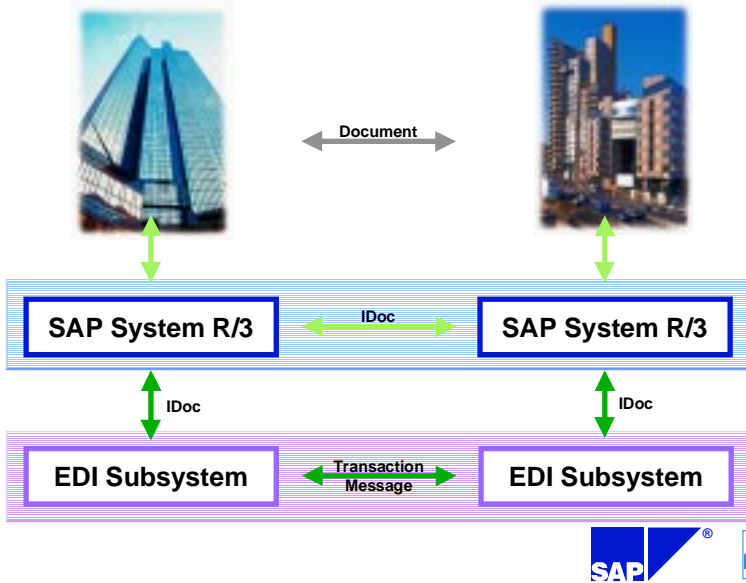 Document
SAP System R/3
IDoc
SAP System R/3
IDoc
IDoc
EDI Subsystem
Transaction
Message
EDI Subsystem
®
SAP